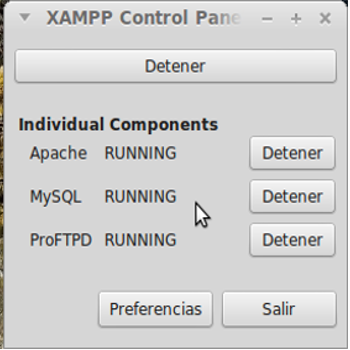 XAMPP Control Pane
Detener
Individual Components
Apache RUNNING Detener
MySQL RUNNING Detener
ProFTPD RUNNING Detener
Preferencias Salir